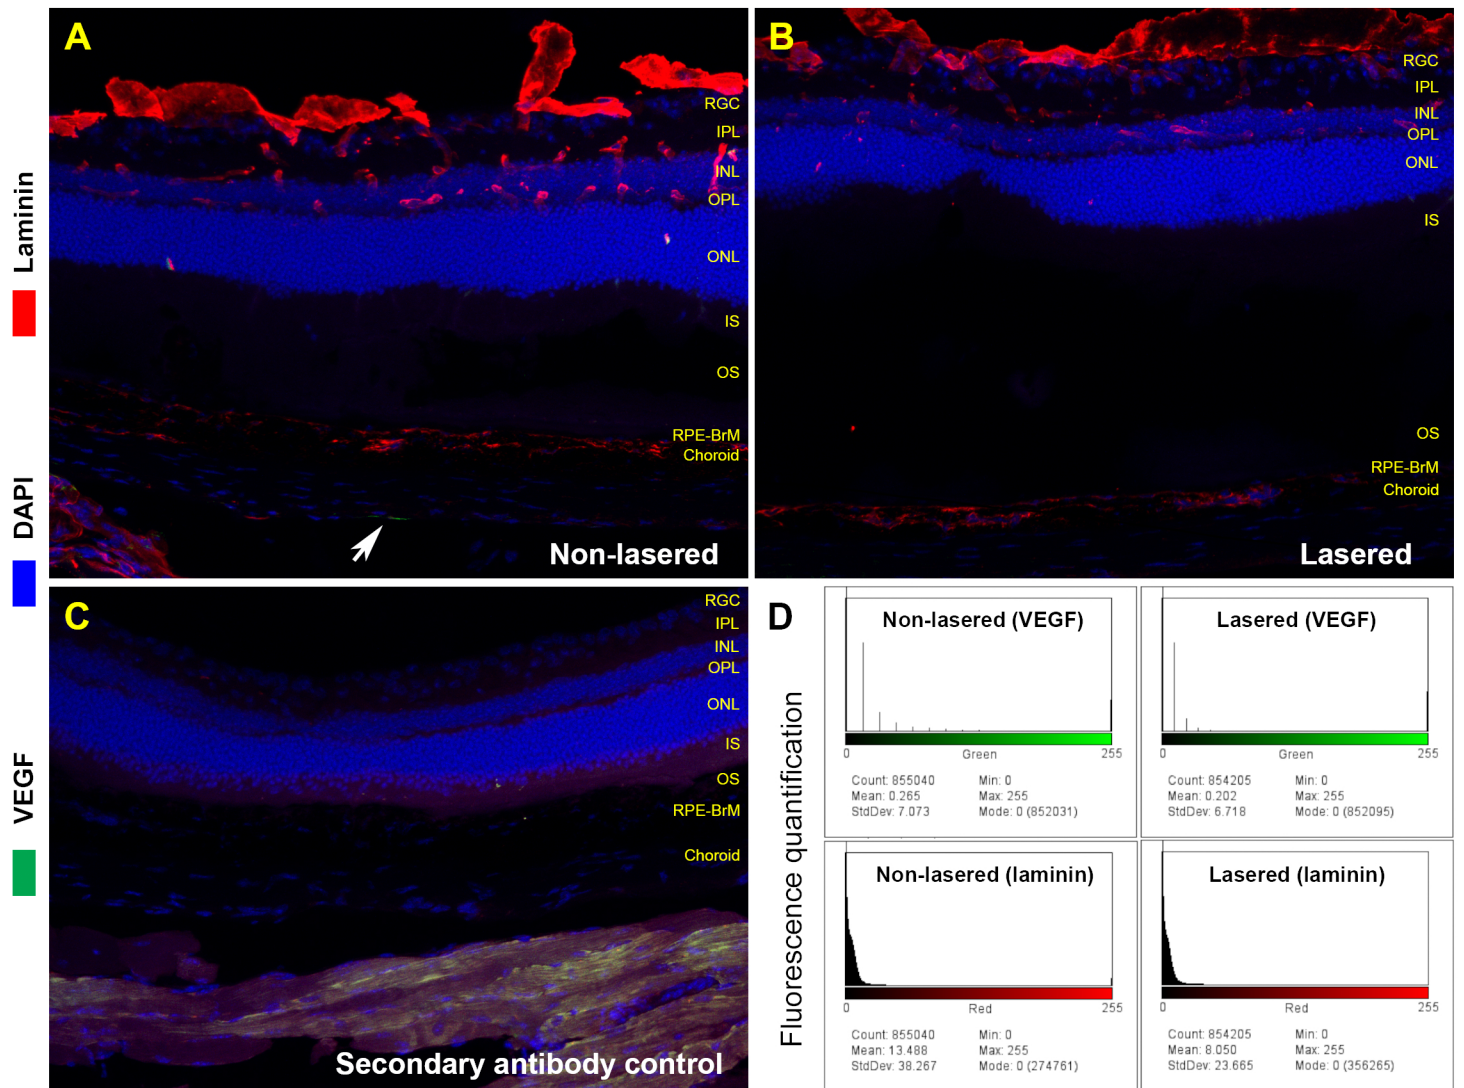 Laminin
DAPI
VEGF
A
RGC
IPL
INL
OPL
ONL
IS
OS
RPE-BrM
Choroid
Non-lasered
B
RGC
IPL
INL
OPL
ONL
IS
OS
RPE-BrM
Choroid
Lasered
C
RGC
IPL
INL
OPL
ONL
IS
OS
RPE-BrM
Choroid
Secondary antibody control
D
Fluorescence quantification
Non-lasered (VEGF)
0
255
Green
Count: 855040
Min: 0
Mean: 0.265
Max: 255
StdDev: 7.073
Mode: 0 (852031)
Lasered (VEGF)
0
255
Green
Count: 854205
Min: 0
Mean: 0.202
Max: 255
StdDev: 6.718
Mode: 0 (852095)
Non-lasered (laminin)
0
255
Red
Count: 855040
Min: 0
Mean: 13.488
Max: 255
StdDev: 38.267
Mode: 0 (274761)
Lasered (laminin)
0
255
Red
Count: 854205
Min: 0
Mean: 8.050
Max: 255
StdDev: 23.665
Mode: 0 (356265)